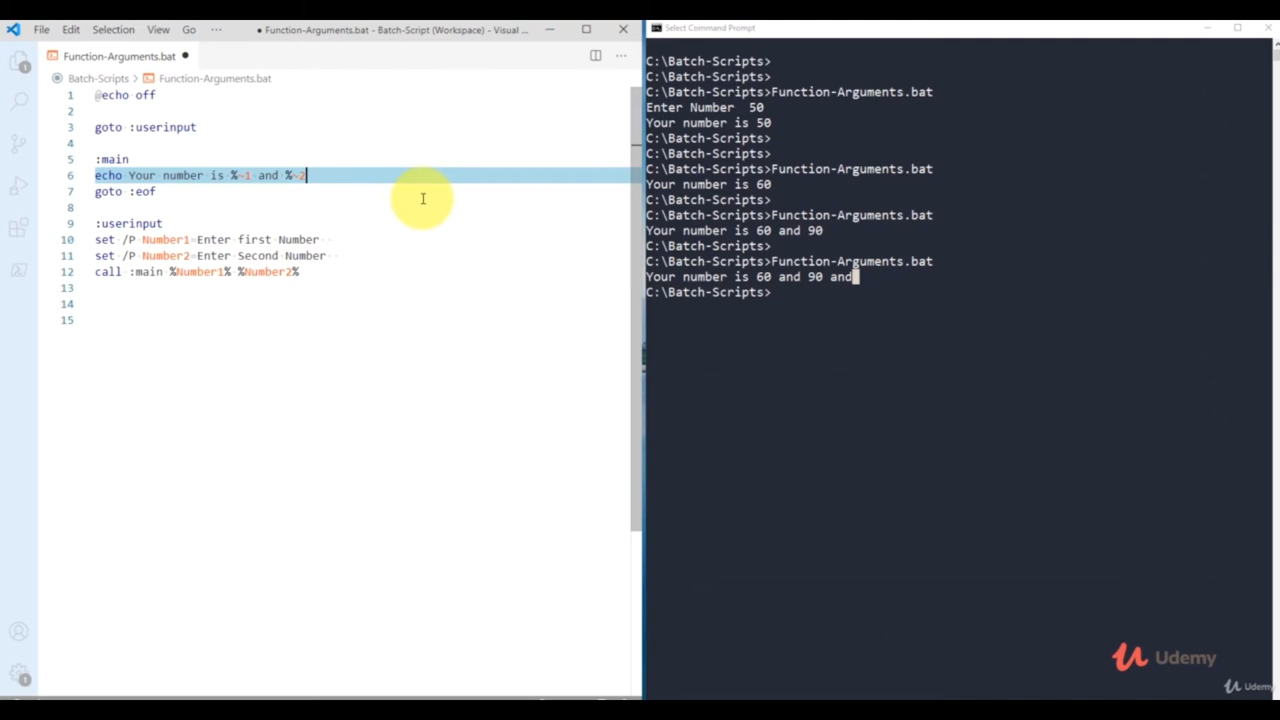 File Edit Selection View Go ··· ● Function-Arguments.bat - Batch-Script (Workspace) - Visual ...
Function-Arguments.bat ●
Batch-Scripts > Function-Arguments.bat
1 @echo off
2
3 goto :userinput
4
5 :main
6 echo Your number is %~1 and %~2
7 goto :eof
8
9 :userinput
10 set /P Number1=Enter first Number
11 set /P Number2=Enter Second Number
12 call :main %Number1% %Number2%
13
14
15
1
1
Select Command Prompt
C:\Batch-Scripts>
C:\Batch-Scripts>
C:\Batch-Scripts>Function-Arguments.bat
Enter Number  50
Your number is 50
C:\Batch-Scripts>
C:\Batch-Scripts>
C:\Batch-Scripts>Function-Arguments.bat
Your number is 60
C:\Batch-Scripts>
C:\Batch-Scripts>Function-Arguments.bat
Your number is 60 and 90
C:\Batch-Scripts>
C:\Batch-Scripts>Function-Arguments.bat
Your number is 60 and 90 and
C:\Batch-Scripts>
Udemy
Udemy